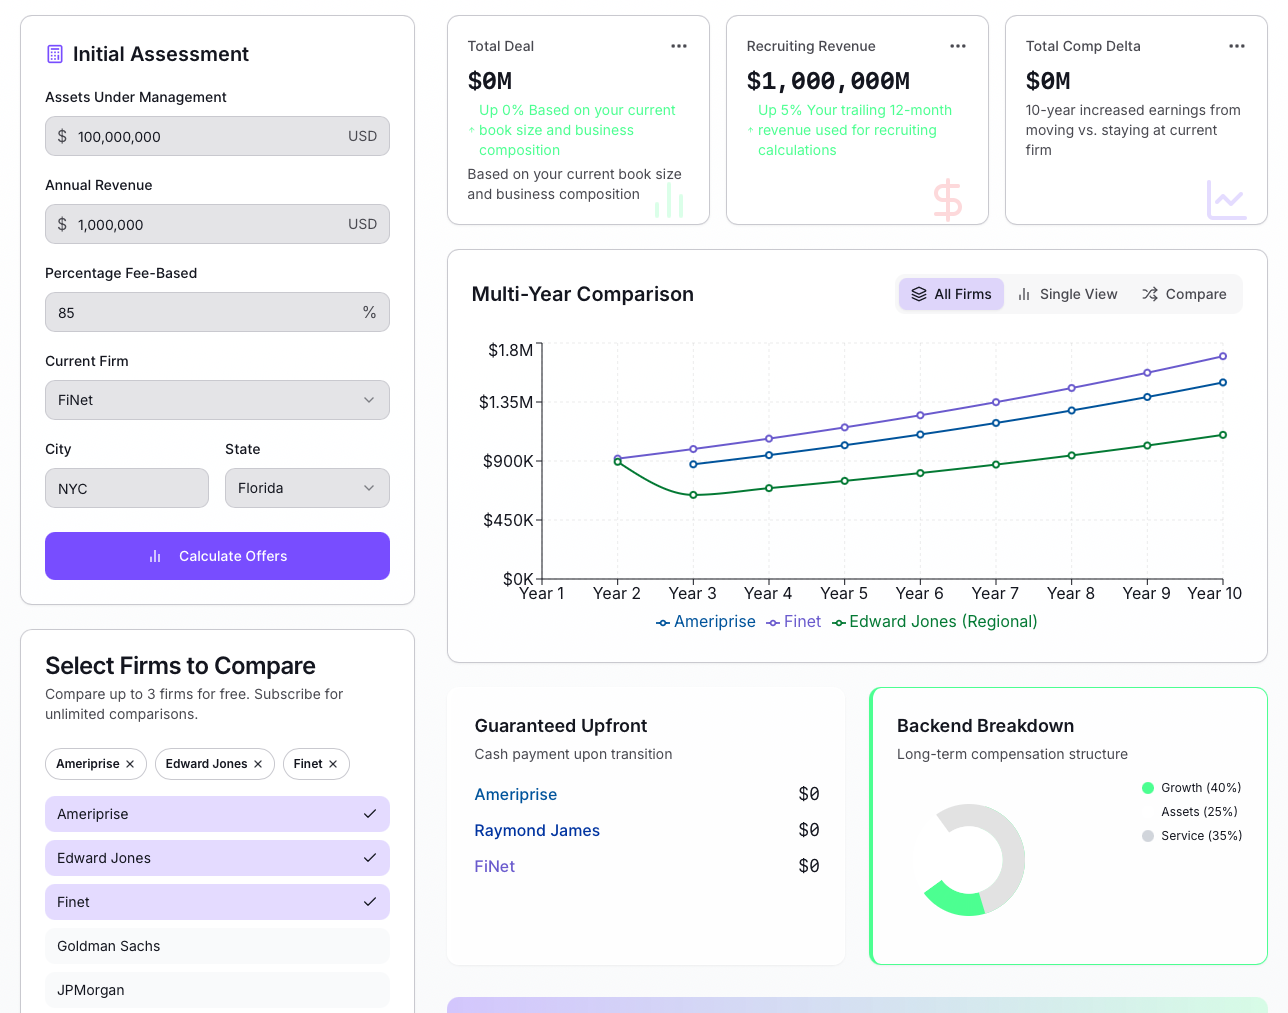 Initial Assessment
Assets Under Management
$ 100,000,000 USD
Annual Revenue
$ 1,000,000 USD
Percentage Fee-Based
85 %
Current Firm
FiNet
City State
NYC Florida
Calculate Offers
Select Firms to Compare
Compare up to 3 firms for free. Subscribe for
unlimited comparisons.
Ameriprise × Edward Jones × Finet ×
Ameriprise
Edward Jones
Finet
Goldman Sachs
JPMorgan
Total Deal
$0M
↑ Up 0% Based on your current
book size and business
composition
Based on your current book size
and business composition
Recruiting Revenue
$1,000,000M
↑ Up 5% Your trailing 12-month
revenue used for recruiting
calculations
Total Comp Delta
$0M
10-year increased earnings from
moving vs. staying at current
firm
Multi-Year Comparison
All Firms Single View Compare
$1.8M
$1.35M
$900K
$450K
$0K
Year 1 Year 2 Year 3 Year 4 Year 5 Year 6 Year 7 Year 8 Year 9 Year 10
Ameriprise Finet Edward Jones (Regional)
Guaranteed Upfront
Cash payment upon transition
Ameriprise $0
Raymond James $0
FiNet $0
Backend Breakdown
Long-term compensation structure
Growth (40%)
Assets (25%)
Service (35%)